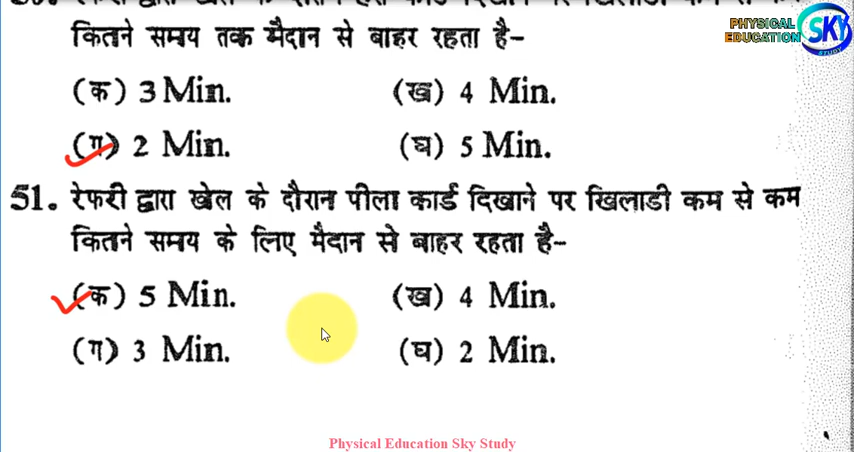 कितने समय तक मैदान से बाहर रहता है-
(क) 3 Min. (ख) 4 Min.
(ग) 2 Min. (घ) 5 Min.
51. रेफरी द्वारा खेल के दौरान पीला कार्ड दिखाने पर खिलाडी कम से कम
कितने समय के लिए मैदान से बाहर रहता है-
(क) 5 Min. (ख) 4 Min.
(ग) 3 Min. (घ) 2 Min.
PHYSICAL
EDUCATION
SKY
STUDY
Physical Education Sky Study